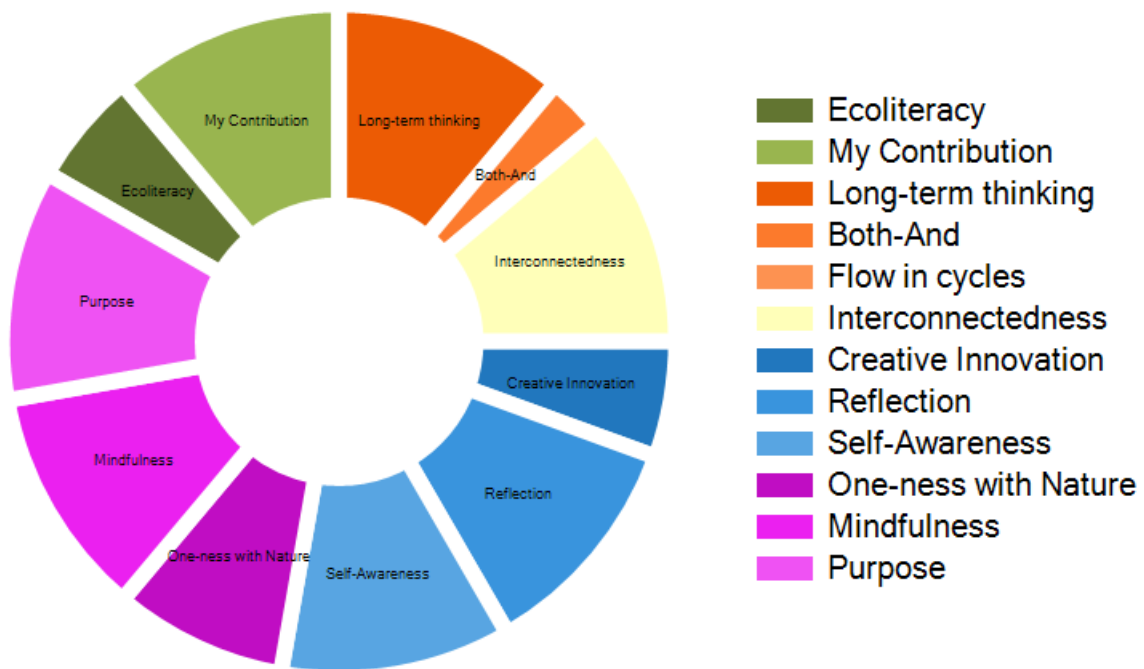 My Contribution
Long-term thinking
Both-And
Ecoliteracy
Interconnectedness
Purpose
Creative Innovation
Mindfulness
Reflection
One-ness with Nature
Self-Awareness
Ecoliteracy
My Contribution
Long-term thinking
Both-And
Flow in cycles
Interconnectedness
Creative Innovation
Reflection
Self-Awareness
One-ness with Nature
Mindfulness
Purpose